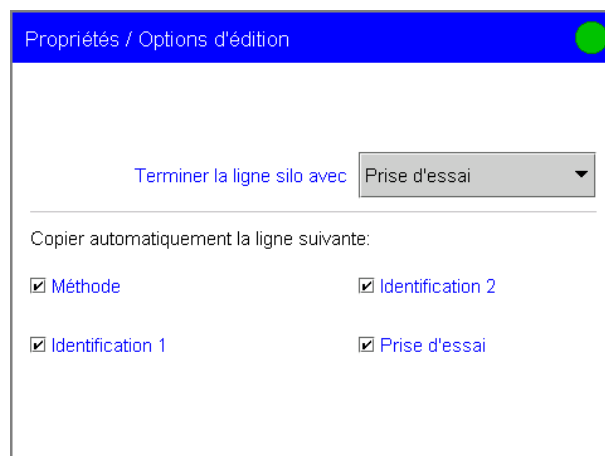 Propriétés / Options d'édition
Terminer la ligne silo avec Prise d'essai
Copier automatiquement la ligne suivante:
Méthode Identification 2
Identification 1 Prise d'essai